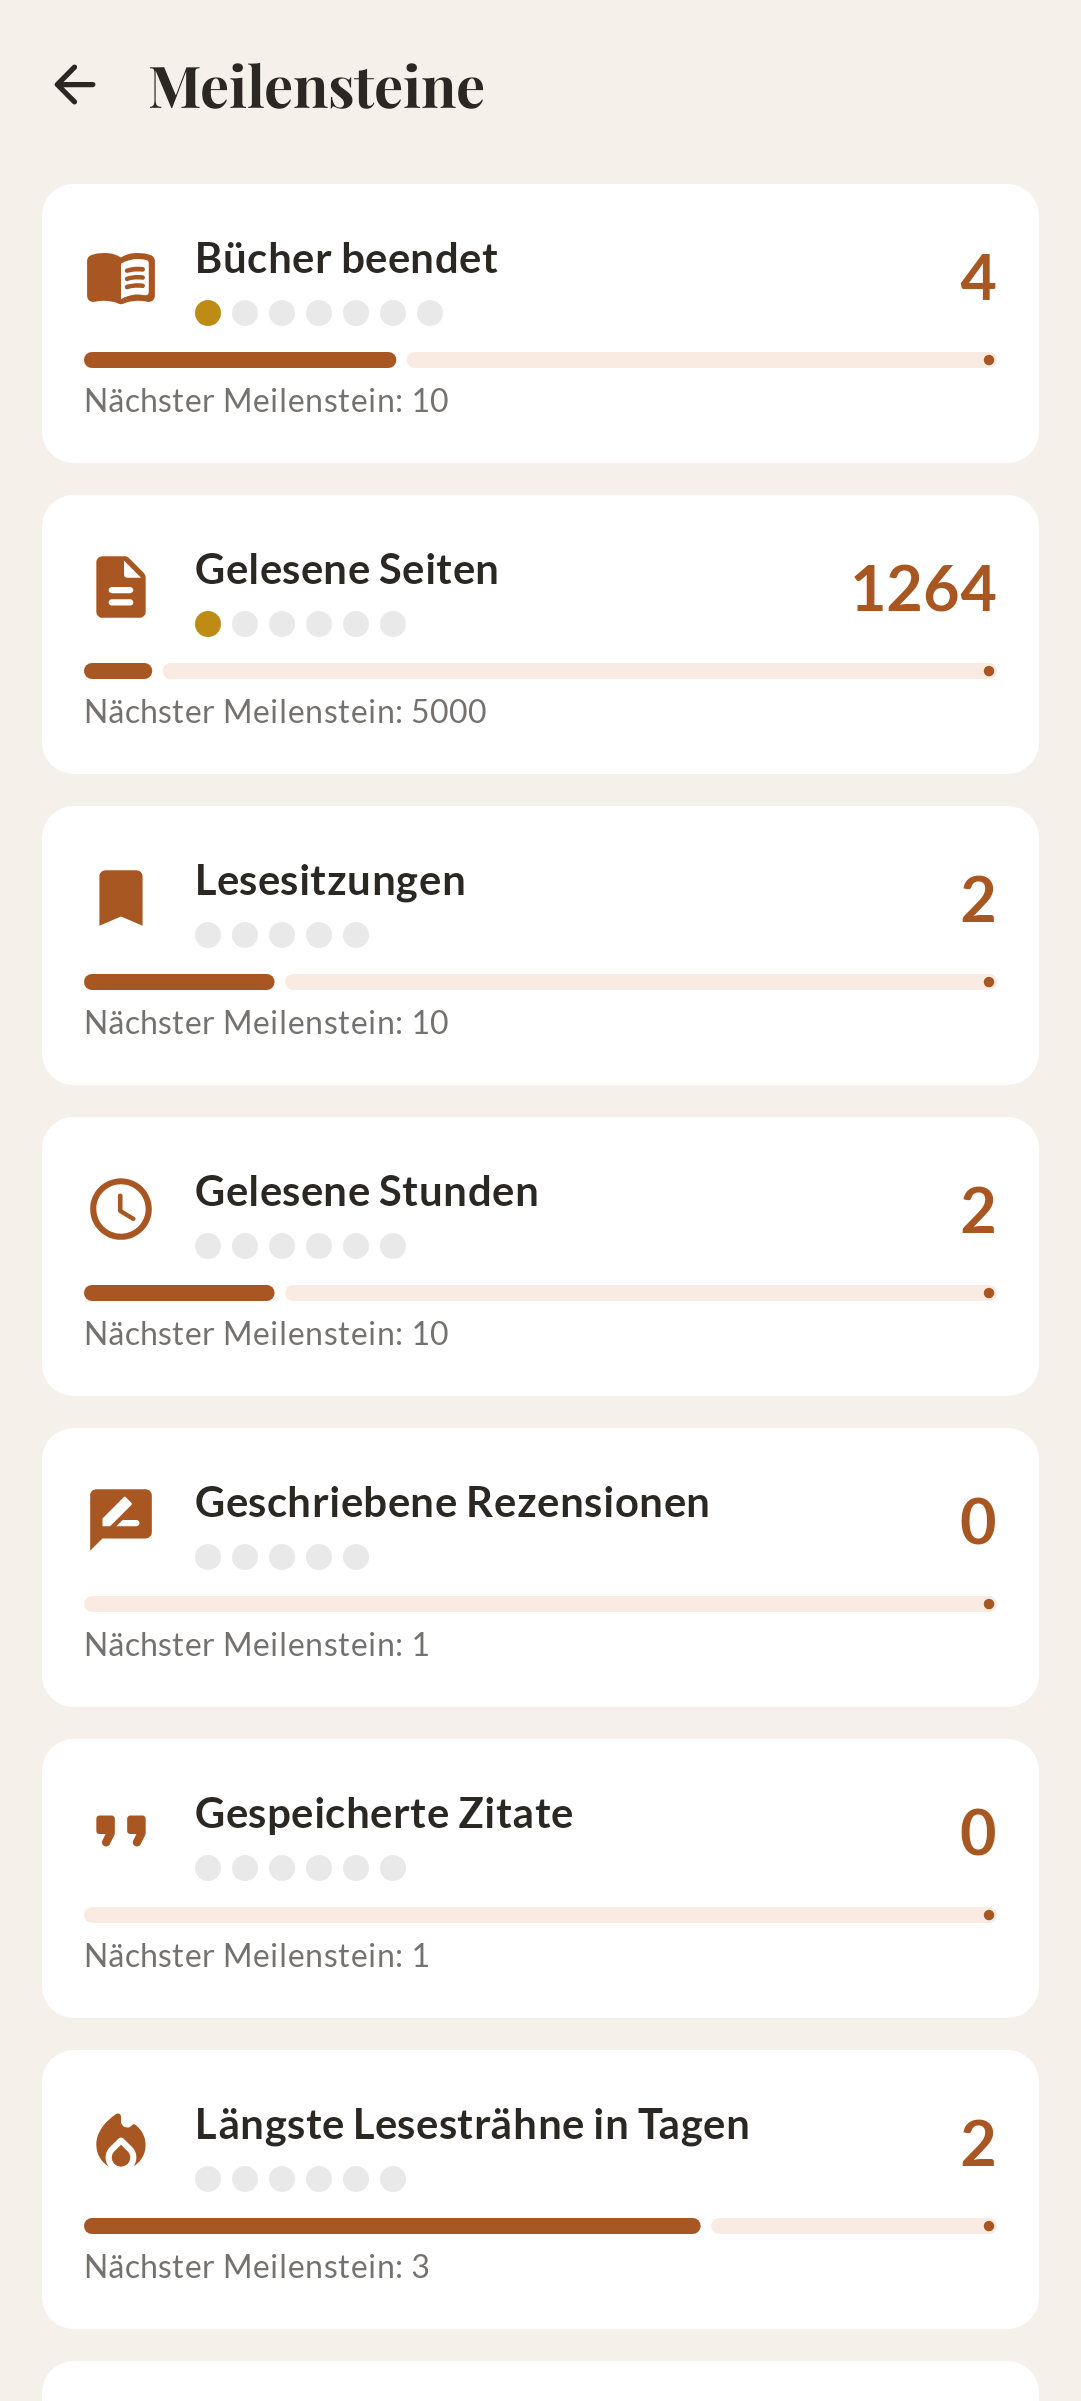 Meilensteine
Bücher beendet
4
Nächster Meilenstein: 10
Gelesene Seiten
1264
Nächster Meilenstein: 5000
Lesesitzungen
2
Nächster Meilenstein: 10
Gelesene Stunden
2
Nächster Meilenstein: 10
Geschriebene Rezensionen
0
Nächster Meilenstein: 1
Gespeicherte Zitate
0
Nächster Meilenstein: 1
Längste Lesesträhne in Tagen
2
Nächster Meilenstein: 3